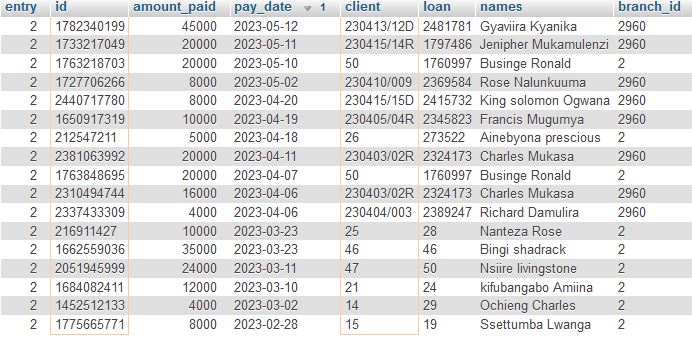 entry id amount_paid pay_date 1 client loan names branch_id
2 1782340199 45000 2023-05-12 230413/12D 2481781 Gyaviira Kyanika 2960
2 1733217049 20000 2023-05-11 230415/14R 1797486 Jenipher Mukamulenzi 2960
2 1763218703 20000 2023-05-10 50 1760997 Businge Ronald 2
2 1727706266 8000 2023-05-02 230410/009 2369584 Rose Nalunkuuma 2960
2 2440717780 8000 2023-04-20 230415/15D 2415732 King solomon Ogwana 2960
2 1650917319 10000 2023-04-19 230405/04R 2345823 Francis Mugumya 2960
2 212547211 5000 2023-04-18 26 273522 Ainebyona prescious 2
2 2381063992 20000 2023-04-11 230403/02R 2324173 Charles Mukasa 2960
2 1763848695 20000 2023-04-07 50 1760997 Businge Ronald 2
2 2310494744 16000 2023-04-06 230403/02R 2324173 Charles Mukasa 2960
2 2337433309 4000 2023-04-06 230404/003 2389247 Richard Damulira 2960
2 216911427 10000 2023-03-23 25 28 Nanteza Rose 2
2 1662559036 35000 2023-03-23 46 46 Bingi shadrack 2
2 2051945999 24000 2023-03-11 47 50 Nsiire livingstone 2
2 1684082411 12000 2023-03-10 21 24 kifubangabo Amiina 2
2 1452512133 4000 2023-03-02 14 29 Ochieng Charles 2
2 1775665771 8000 2023-02-28 15 19 Ssettumba Lwanga 2